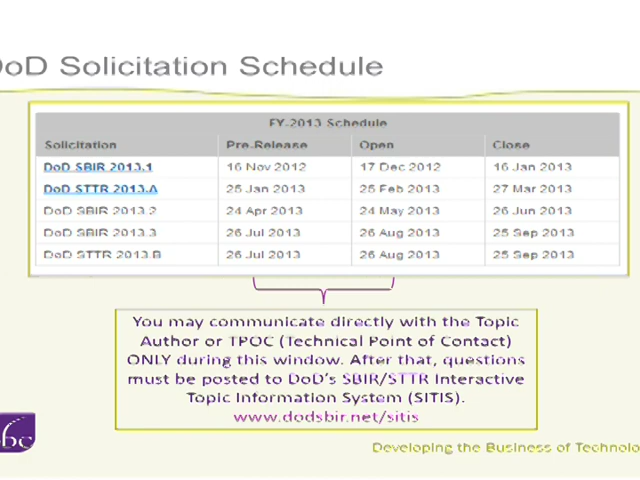 DoD Solicitation Schedule
FY-2013 Schedule
Solicitation Pre-Release Open Close
DoD SBIR 2013.1 16 Nov 2012 17 Dec 2012 16 Jan 2013
DoD STTR 2013.A 25 Jan 2013 25 Feb 2013 27 Mar 2013
DoD SBIR 2013.2 24 Apr 2013 24 May 2013 26 Jun 2013
DoD SBIR 2013.3 26 Jul 2013 26 Aug 2013 25 Sep 2013
DoD STTR 2013.B 26 Jul 2013 26 Aug 2013 25 Sep 2013
You may communicate directly with the Topic
Author or TPOC (Technical Point of Contact)
ONLY during this window. After that, questions
must be posted to DoD's SBIR/STTR Interactive
Topic Information System (SITIS).
www.dodsbir.net/sitis
bbc
Developing the Business of Technolo